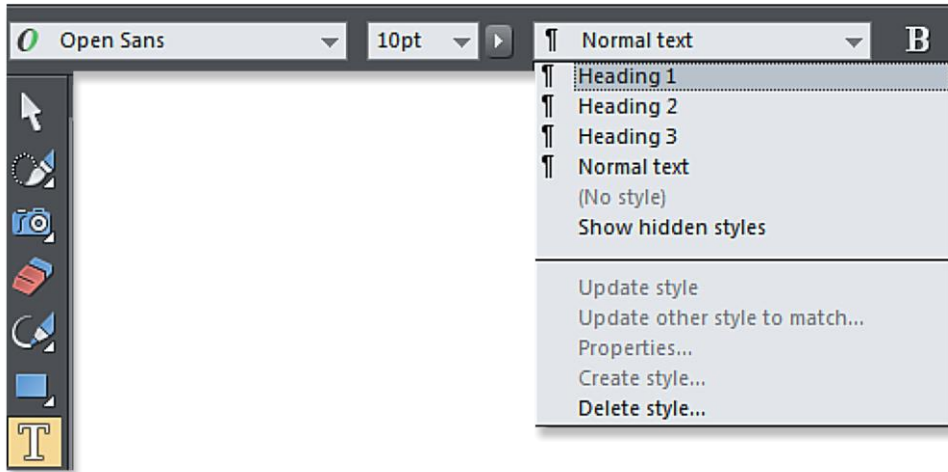 Open Sans 10pt ¶ Normal text B
¶ Heading 1
¶ Heading 2
¶ Heading 3
¶ Normal text
(No style)
Show hidden styles
Update style
Update other style to match...
Properties...
Create style...
Delete style...
T